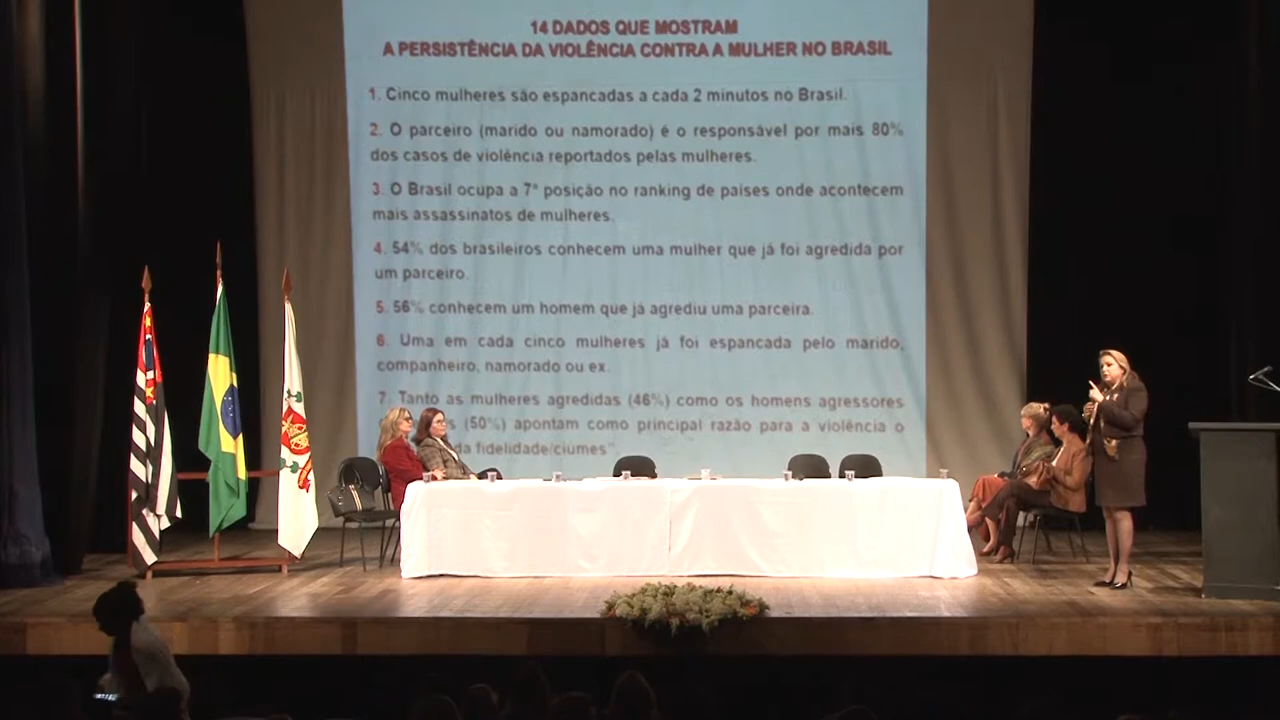 14 DADOS QUE MOSTRAM
A PERSISTÊNCIA DA VIOLÊNCIA CONTRA A MULHER NO BRASIL
1. Cinco mulheres são espancadas a cada 2 minutos no Brasil.
2. O parceiro (marido ou namorado) é o responsável por mais 80%
dos casos de violência reportados pelas mulheres.
3. O Brasil ocupa a 7ª posição no ranking de países onde acontecem
mais assassinatos de mulheres.
4. 54% dos brasileiros conhecem uma mulher que já foi agredida por
um parceiro.
5. 56% conhecem um homem que já agrediu uma parceira.
6. Uma em cada cinco mulheres já foi espancada pelo marido,
companheiro, namorado ou ex.
7. Tanto as mulheres agredidas (46%) como os homens agressores
(50%) apontam como principal razão para a violência o
fidelidade/ciumes"